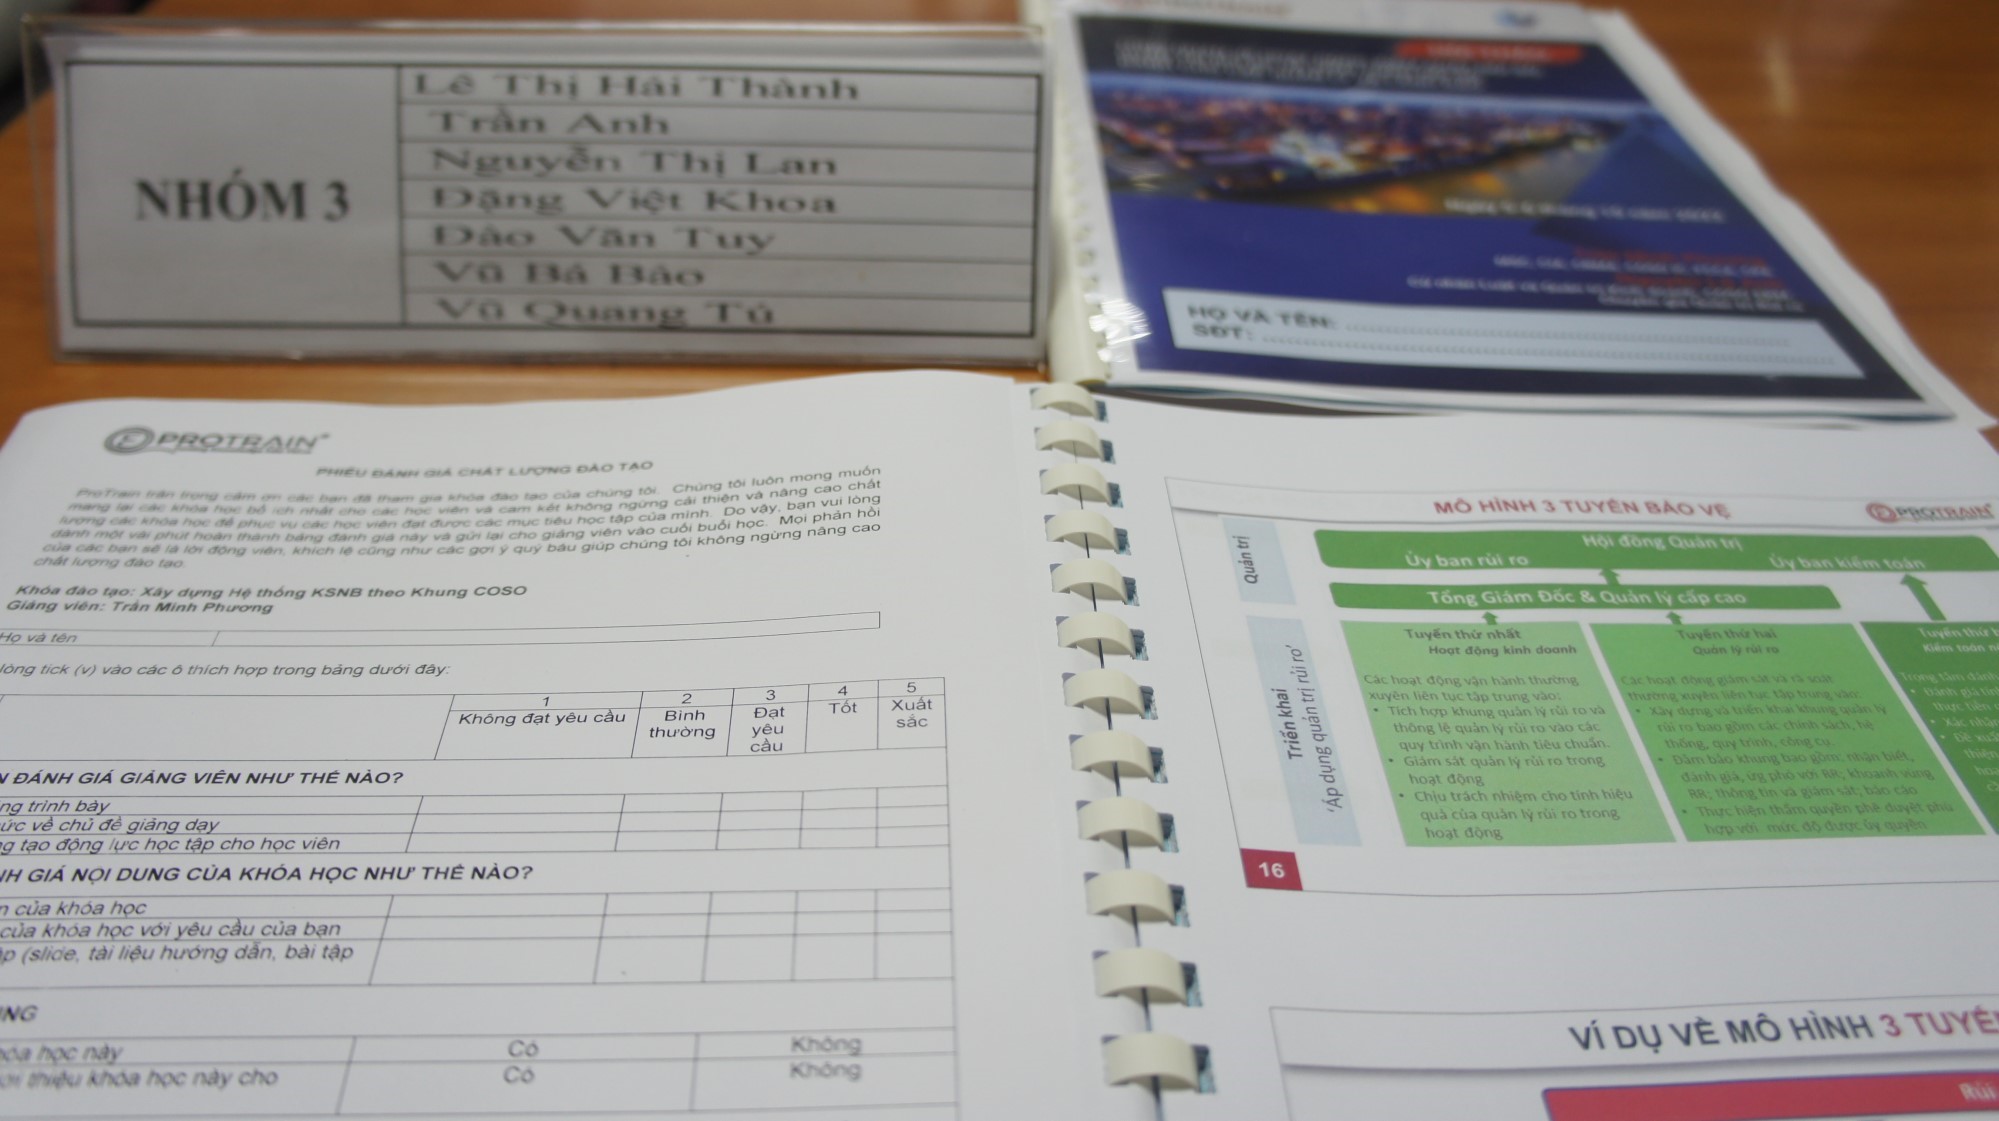 NHÓM 3
Lê Thị Hải Thành
Trần Anh
Nguyễn Thị Lan
Đặng Việt Khoa
Đào Văn Tuy
Vũ Bá Bảo
Vũ Quang Tú
HỌ VÀ TÊN:
SĐT:
PROTRAIN
PHIẾU ĐÁNH GIÁ CHẤT LƯỢNG ĐÀO TẠO
ProTrain trân trọng cảm ơn các bạn đã tham gia khóa đào tạo của chúng tôi. Chúng tôi luôn mong muốn
mang lại các khóa học bổ ích nhất cho các học viên và cam kết không ngừng cải thiện và nâng cao chất
lượng các khóa học để phục vụ các học viên đạt được các mục tiêu học tập của mình. Do vậy, bạn vui lòng
dành một vài phút hoàn thành bảng đánh giá này và gửi lại cho giảng viên vào cuối buổi học. Mọi phản hồi
của các bạn sẽ là lời động viên, khích lệ cũng như các gợi ý quý báu giúp chúng tôi không ngừng nâng cao
chất lượng đào tạo.
Khóa đào tạo: Xây dựng Hệ thống KSNB theo Khung COSO
Giảng viên: Trần Minh Phương
Họ và tên
lòng tick (v) vào các ô thích hợp trong bảng dưới đây:
1 2 3 4 5
Không đạt yêu cầu Bình thường Đạt yêu cầu Tốt Xuất sắc
N ĐÁNH GIÁ GIẢNG VIÊN NHƯ THẾ NÀO?
ng trình bày
ức về chủ đề giảng dạy
g tạo động lực học tập cho học viên
NH GIÁ NỘI DUNG CỦA KHÓA HỌC NHƯ THẾ NÀO?
n của khóa học
của khóa học với yêu cầu của bạn
p (slide, tài liệu hướng dẫn, bài tập
UNG
hóa học này Có Không
iới thiệu khóa học này cho Có Không
MÔ HÌNH 3 TUYẾN BẢO VỆ
PROTRAIN
Quản trị
Hội đồng Quản trị
Ủy ban rủi ro Ủy ban kiểm toán
Tổng Giám Đốc & Quản lý cấp cao
Triển khai
'Áp dụng quản trị rủi ro'
Tuyến thứ nhất
Hoạt động kinh doanh
Các hoạt động vận hành thường
xuyên liên tục tập trung vào:
• Tích hợp khung quản lý rủi ro và
thông lệ quản lý rủi ro vào các
quy trình vận hành tiêu chuẩn.
• Giám sát quản lý rủi ro trong
hoạt động
• Chịu trách nhiệm cho tính hiệu
quả của quản lý rủi ro trong
hoạt động
Tuyến thứ hai
Quản lý rủi ro
Các hoạt động giám sát và rà soát
thường xuyên liên tục tập trung vào:
• Xây dựng và triển khai khung quản lý
rủi ro bao gồm các chính sách, hệ
thống, quy trình, công cụ.
• Đảm bảo khung bao gồm: nhận biết,
đánh giá, ứng phó với RR; khoanh vùng
RR; thông tin và giám sát; báo cáo
• Thực hiện thẩm quyền phê duyệt phù
hợp với mức độ được ủy quyền
Tuyến thứ b
Kiểm toán n
Trọng tâm đánh
• Đánh giá tín
thực tiễn
• Xác nhận
• Đề xuấ
16
VÍ DỤ VỀ MÔ HÌNH 3 TUYẾ
Rủi